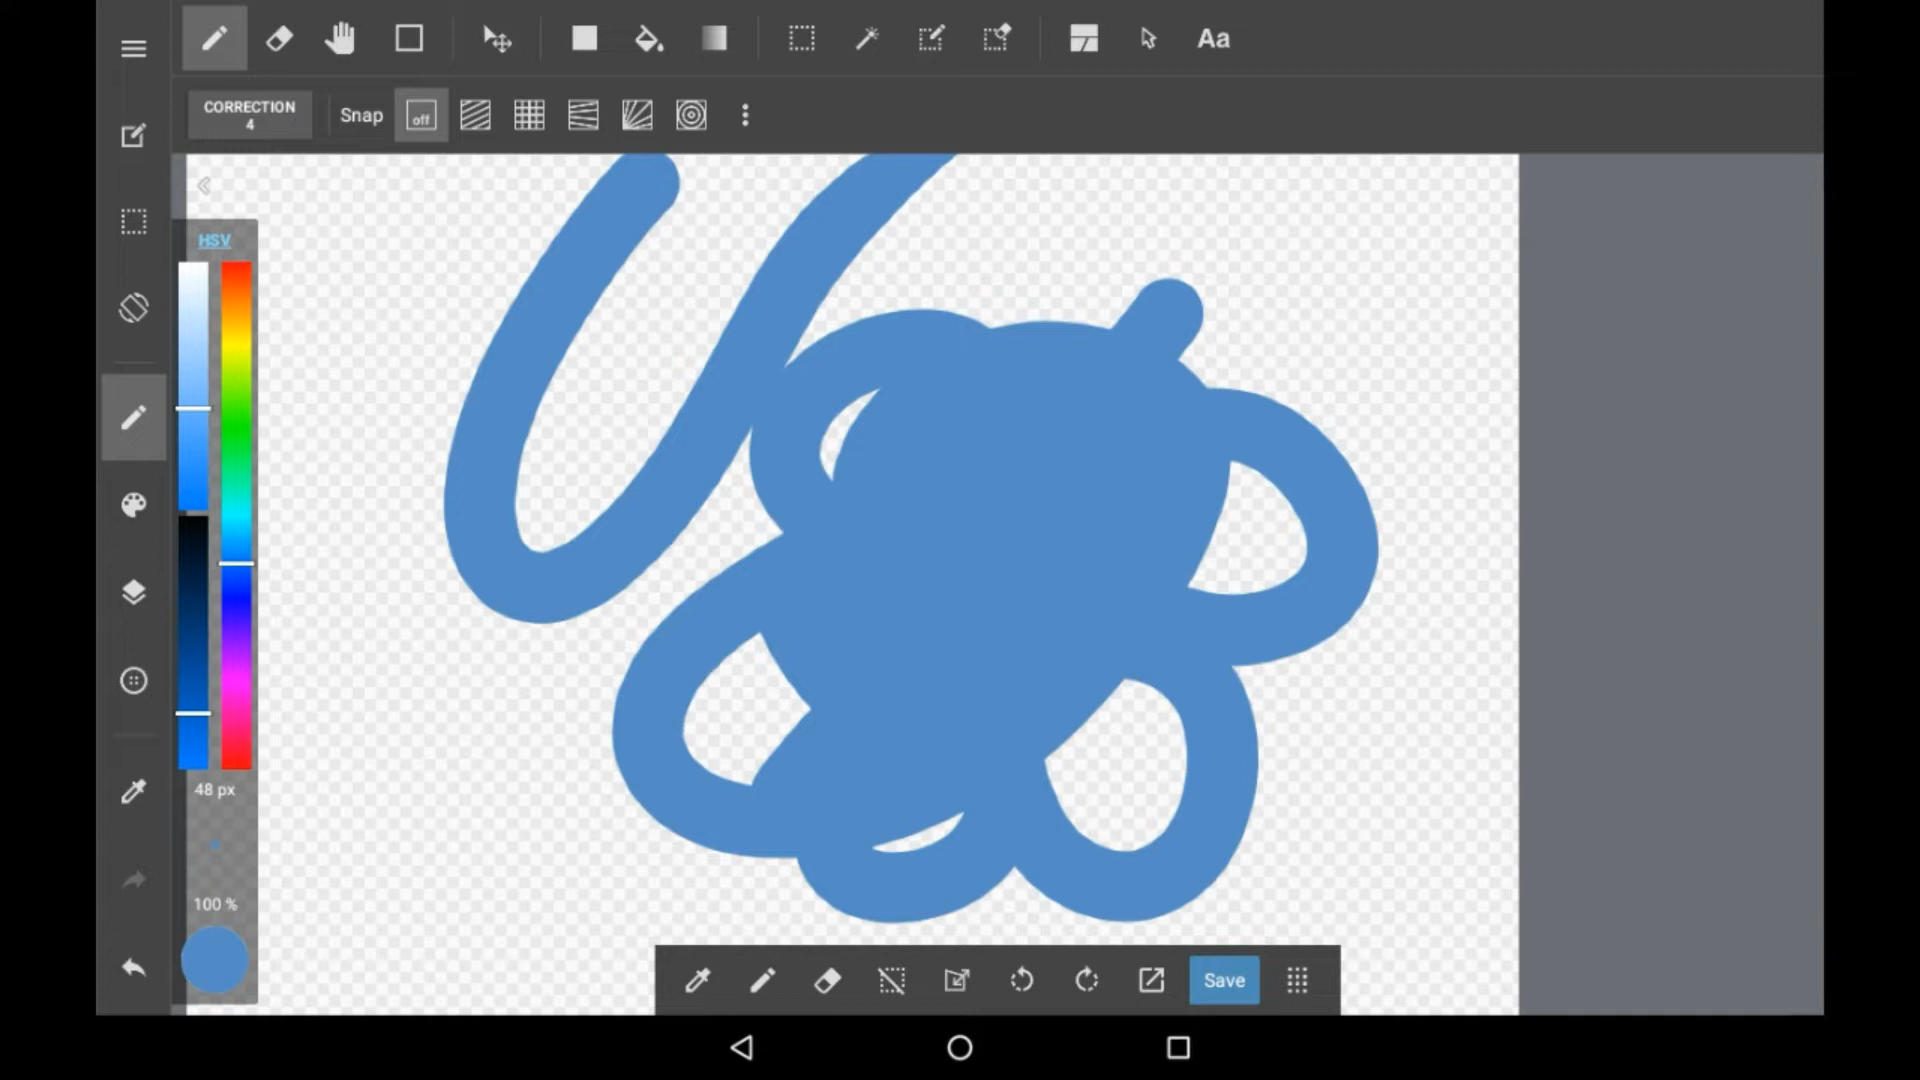 Aa
CORRECTION
4
Snap
off
HSV
48 px
100 %
Save